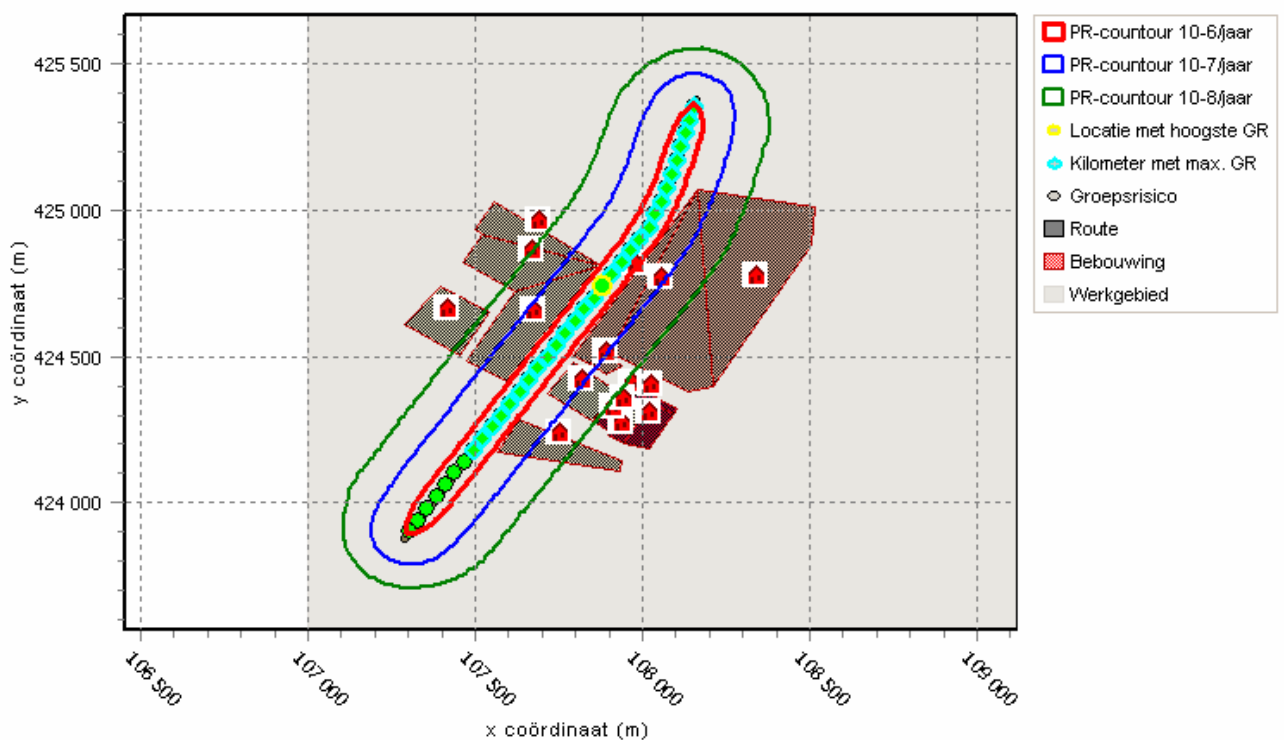 425 500
425 000
424 500
424 000
y coördinaat (m)
106 500
107 000
107 500
108 000
108 500
109 000
x coördinaat (m)
PR-countour 10-6/jaar
PR-countour 10-7/jaar
PR-countour 10-8/jaar
Locatie met hoogste GR
Kilometer met max. GR
Groepsrisico
Route
Bebouwing
Werkgebied